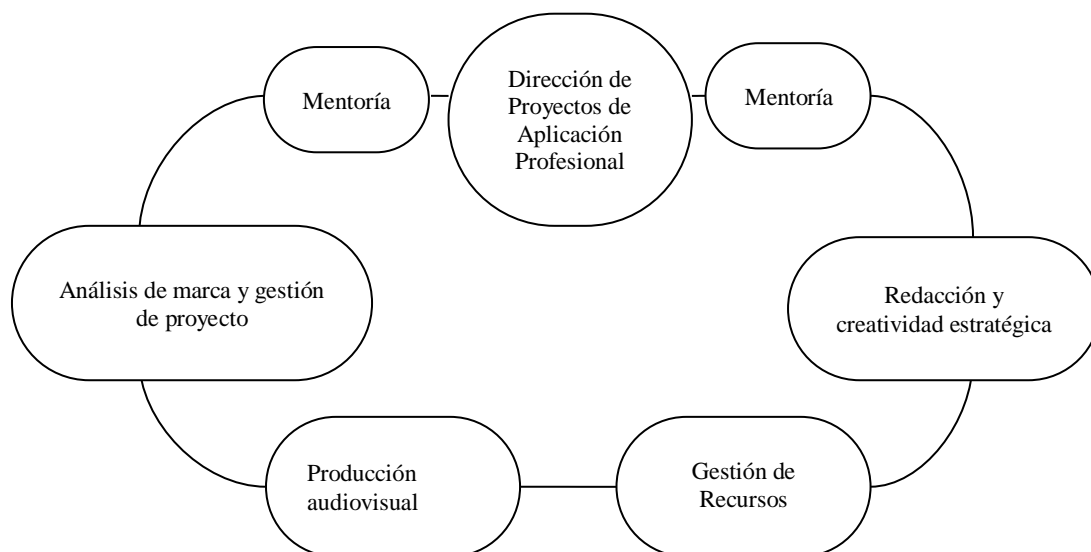 Mentoría
Dirección de
Proyectos de
Aplicación
Profesional
Mentoría
Análisis de marca y gestión
de proyecto
Redacción y
creatividad estratégica
Producción
audiovisual
Gestión de
Recursos